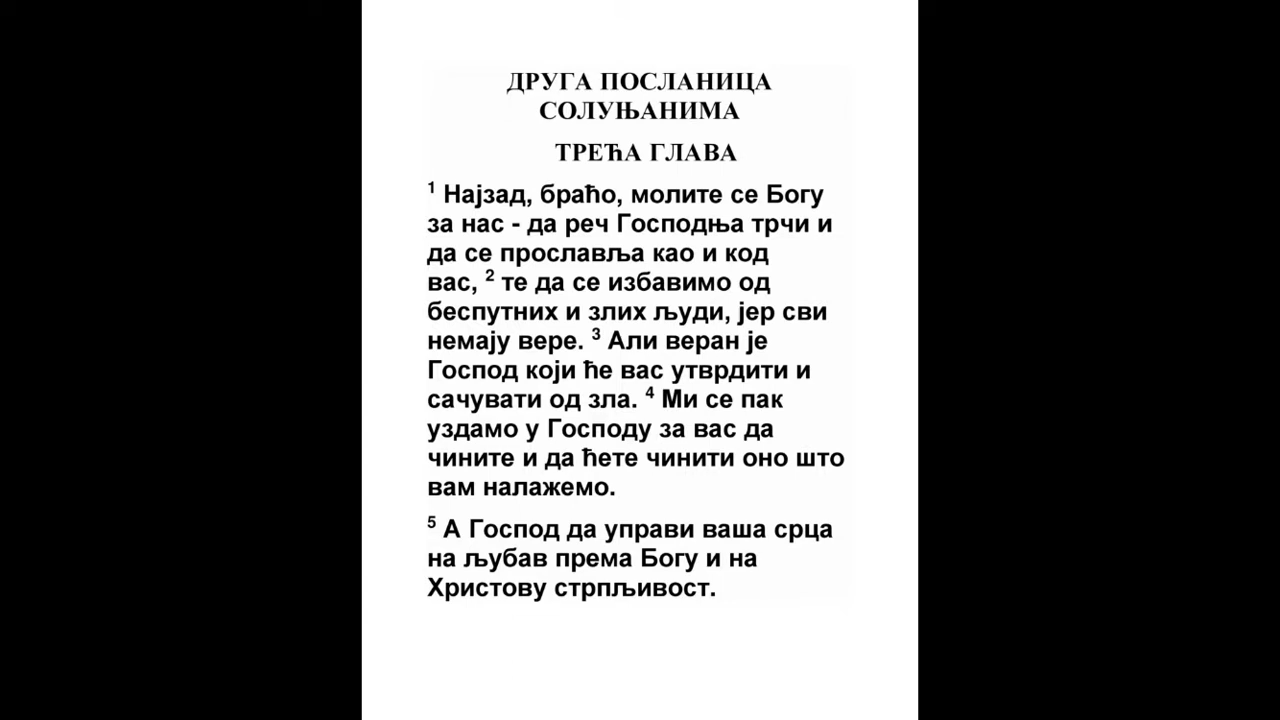 ДРУГА ПОСЛАНИЦА
СОЛУЊАНИМА
ТРЕЋА ГЛАВА
1 Најзад, браћо, молите се Богу
за нас - да реч Господња трчи и
да се прославља као и код
вас, 2 те да се избавимо од
беспутних и злих људи, јер сви
немају вере. 3 Али веран је
Господ који ће вас утврдити и
сачувати од зла. 4 Ми се пак
уздамо у Господу за вас да
чините и да ћете чинити оно што
вам налажемо.
5 А Господ да управи ваша срца
на љубав према Богу и на
Христову стрпљивост.